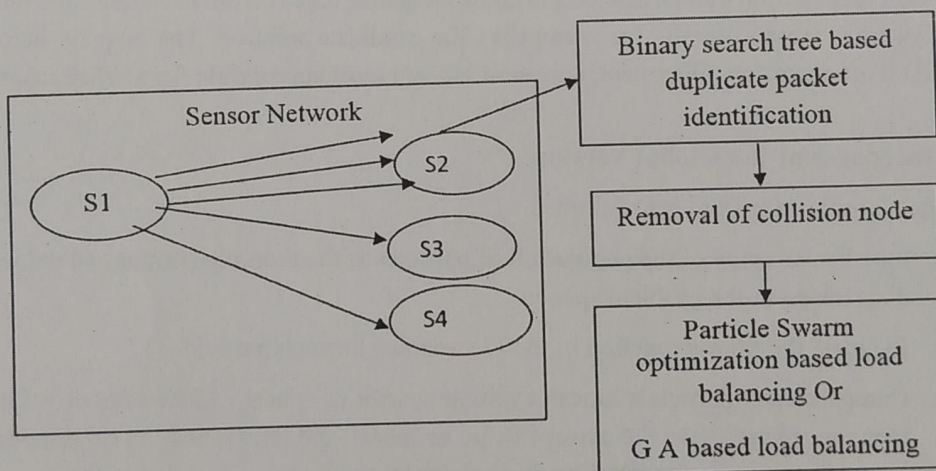 Sensor Network
S1
S2
S3
S4
Binary search tree based
duplicate packet
identification
Removal of collision node
Particle Swarm
optimization based load
balancing Or
G A based load balancing